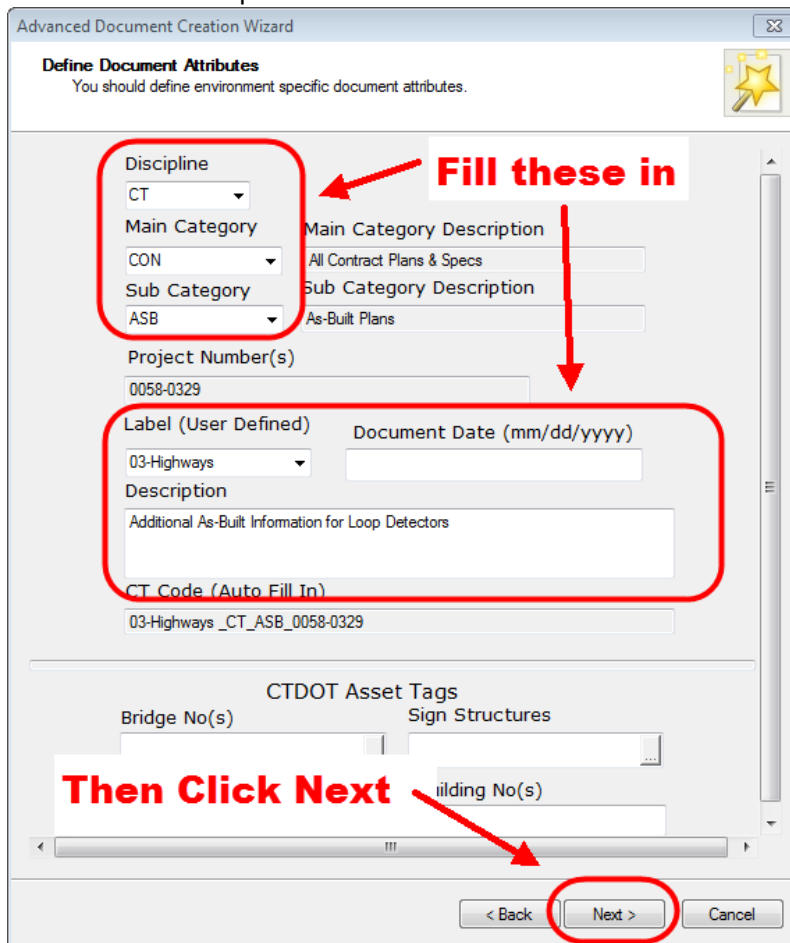 Advanced Document Creation Wizard
Define Document Attributes
You should define environment specific document attributes.
Fill these in
Discipline
CT
Main Category Main Category Description
CON All Contract Plans & Specs
Sub Category Sub Category Description
ASB As-Built Plans
Project Number(s)
0058-0329
Label (User Defined) Document Date (mm/dd/yyyy)
03-Highways
Description
Additional As-Built Information for Loop Detectors
CT Code (Auto Fill In)
03-Highways _CT_ASB_0058-0329
CTDOT Asset Tags
Bridge No(s) Sign Structures
...
Then Click Next
ilding No(s)
< Back Next > Cancel